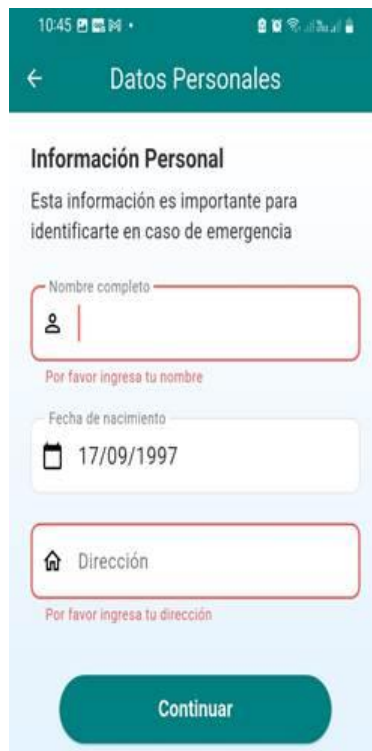 10:45
Datos Personales
Información Personal
Esta información es importante para
identificarte en caso de emergencia
Nombre completo
Por favor ingresa tu nombre
Fecha de nacimiento
17/09/1997
Dirección
Por favor ingresa tu dirección
Continuar